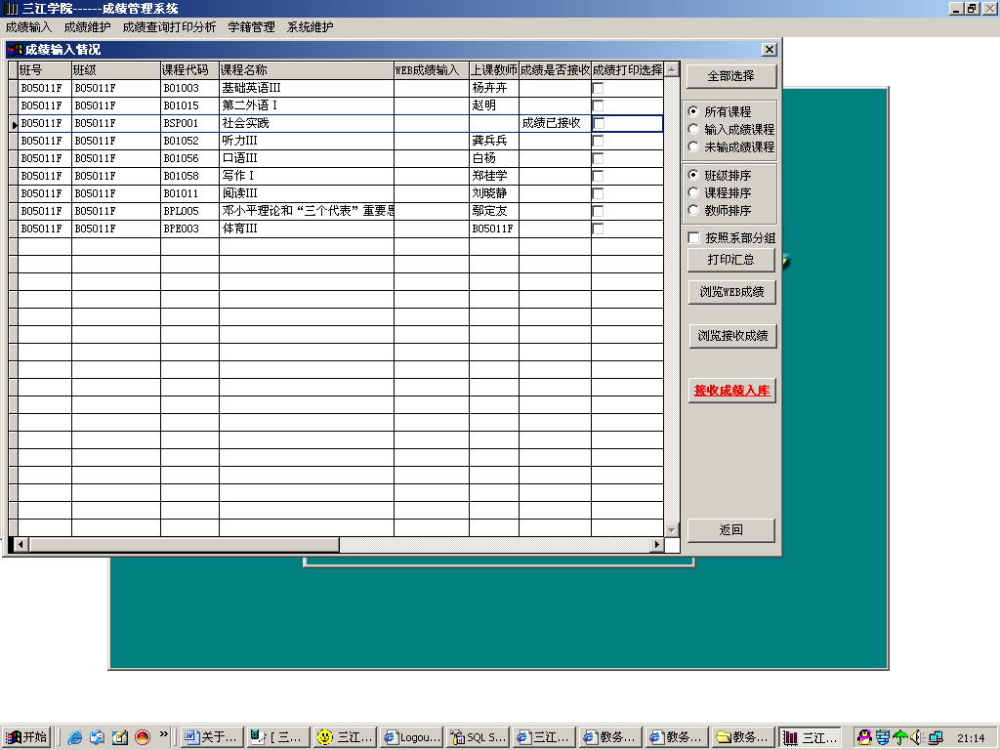 三江学院------成绩管理系统
成绩输入 成绩维护 成绩查询打印分析 学籍管理 系统维护
成绩输入情况
班号 班级 课程代码 课程名称 WEB成绩输入 上课教师 成绩是否接收 成绩打印选择
B05011F B05011F B01003 基础英语III 杨卉卉
B05011F B05011F B01015 第二外语Ⅰ 赵明
B05011F B05011F BSP001 社会实践 成绩已接收
B05011F B05011F B01052 听力III 龚兵兵
B05011F B05011F B01056 口语III 白杨
B05011F B05011F B01058 写作Ⅰ 郑桂学
B05011F B05011F B01011 阅读III 刘晓静
B05011F B05011F BPL005 邓小平理论和“三个代表”重要思 鄢定友
B05011F B05011F BPE003 体育III B05011F
全部选择
所有课程
输入成绩课程
未输成绩课程
班级排序
课程排序
教师排序
按照系部分组
打印汇总
浏览WEB成绩
浏览接收成绩
接收成绩入库
返回
开始 » 关于... [ 三... 三江... Logou... SQL S... 三江... 教务... 教务... 教务... 三江... 21:14